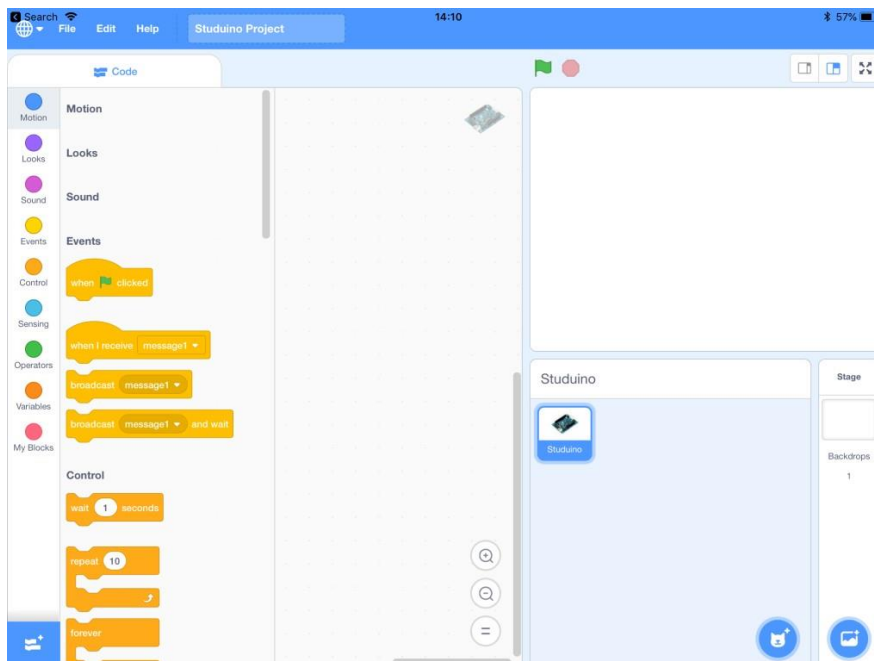 Search
14:10
57%
File Edit Help Studuino Project
Code
Motion
Looks
Sound
Events
Control
Sensing
Operators
Variables
My Blocks
Motion
Looks
Sound
Events
when clicked
when I receive message1
broadcast message1
broadcast message1 and wait
Control
wait 1 seconds
repeat 10
forever
Studuino
Studuino
Stage
Backdrops
1